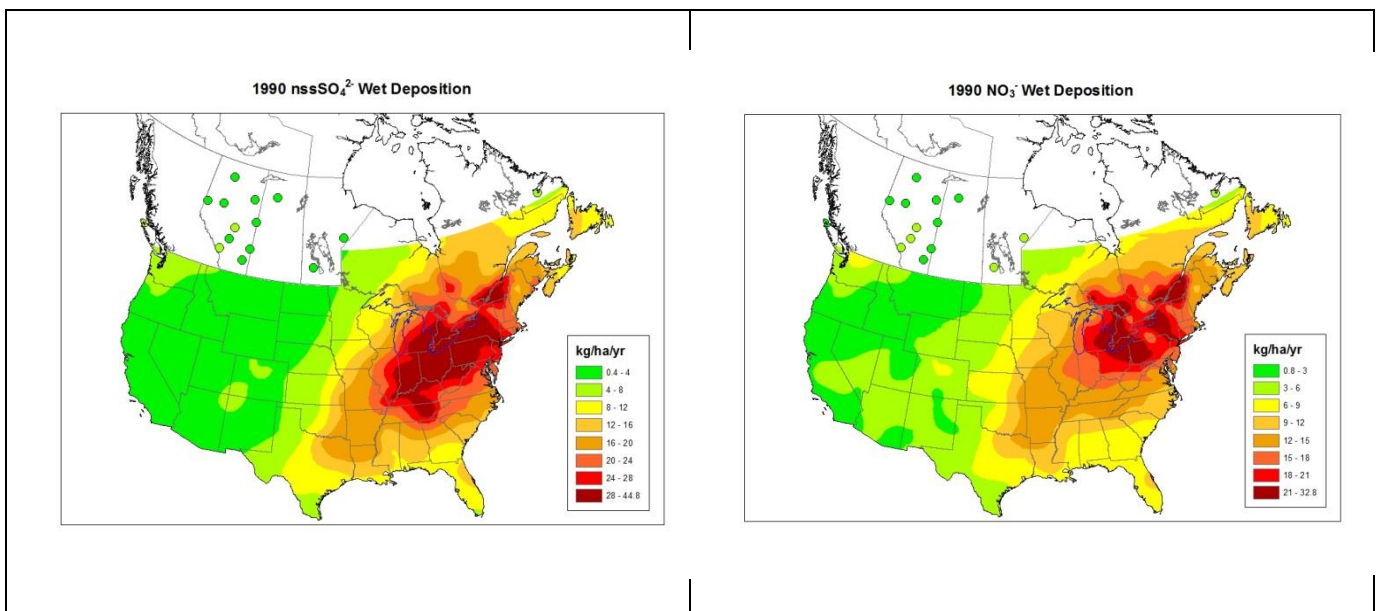 1990 nssSO₄²⁻ Wet Deposition
kg/ha/yr
0.4 - 4
4 - 8
8 - 12
12 - 16
16 - 20
20 - 24
24 - 28
28 - 44.8
1990 NO₃⁻ Wet Deposition
kg/ha/yr
0.8 - 3
3 - 6
6 - 9
9 - 12
12 - 15
15 - 18
18 - 21
21 - 32.8